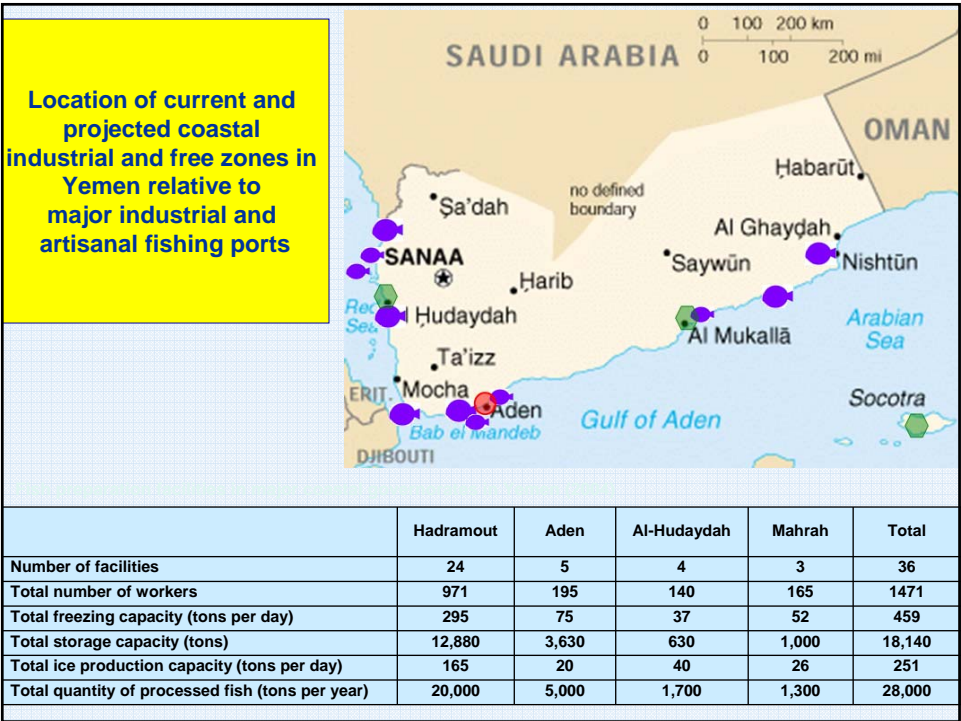 Location of current and
projected coastal
industrial and free zones in
Yemen relative to
major industrial and
artisanal fishing ports
0 100 200 km
0 100 200 mi
SAUDI ARABIA
OMAN
Ḩabarūt
no defined
boundary
Şa'dah
Al Ghayḑah
SANAA
Saywūn
Nishtūn
Ḩarib
Red
Sea
l Ḩudaydah
Al Mukallā
Arabian
Sea
Ta'izz
Mocha
ERIT.
Socotra
Aden
Gulf of Aden
Bab el Mandeb
DJIBOUTI
Hadramout Aden Al-Hudaydah Mahrah Total
Number of facilities 24 5 4 3 36
Total number of workers 971 195 140 165 1471
Total freezing capacity (tons per day) 295 75 37 52 459
Total storage capacity (tons) 12,880 3,630 630 1,000 18,140
Total ice production capacity (tons per day) 165 20 40 26 251
Total quantity of processed fish (tons per year) 20,000 5,000 1,700 1,300 28,000